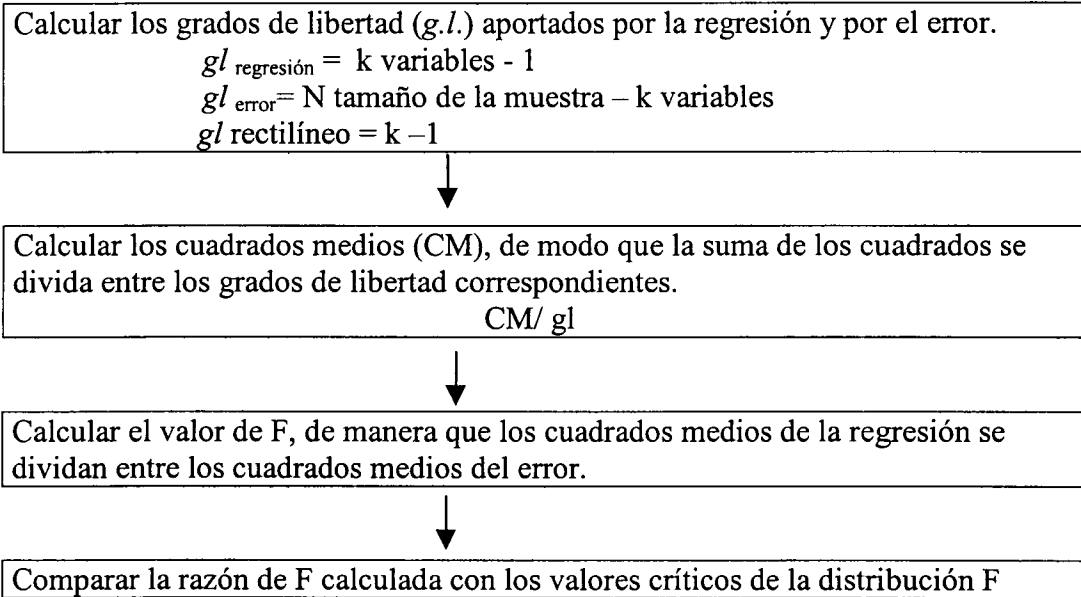 Calcular los grados de libertad (g.l.) aportados por la regresión y por el error.
gl regresión = k variables - 1
gl error= N tamaño de la muestra – k variables
gl rectilíneo = k –1
Calcular los cuadrados medios (CM), de modo que la suma de los cuadrados se
divida entre los grados de libertad correspondientes.
CM/ gl
Calcular el valor de F, de manera que los cuadrados medios de la regresión se
dividan entre los cuadrados medios del error.
Comparar la razón de F calculada con los valores críticos de la distribución F